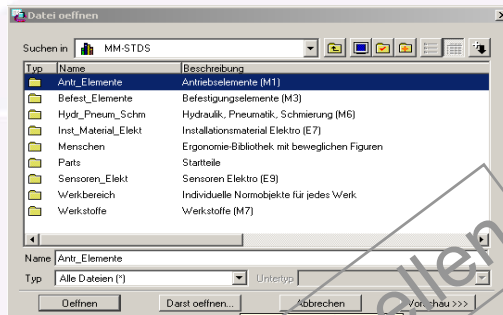 Datei oeffnen
Suchen in MM-STDS
Typ Name Beschreibung
Antr_Elemente Antriebselemente (M1)
Befest_Elemente Befestigungselemente (M3)
Hydr_Pneum_Schm Hydraulik, Pneumatik, Schmierung (M6)
Inst_Material_Elekt Installationsmaterial Elektro (E7)
Menschen Ergonomie-Bibliothek mit beweglichen Figuren
Parts Startteile
Sensoren_Elekt Sensoren Elektro (E9)
Werkbereich Individuelle Normobjekte für jedes Werk
Werkstoffe Werkstoffe (M7)
Name Antr_Elemente
Typ Alle Dateien (*) Untertyp
Oeffnen Darst oeffnen... Abbrechen Vorschau >>>
ellen